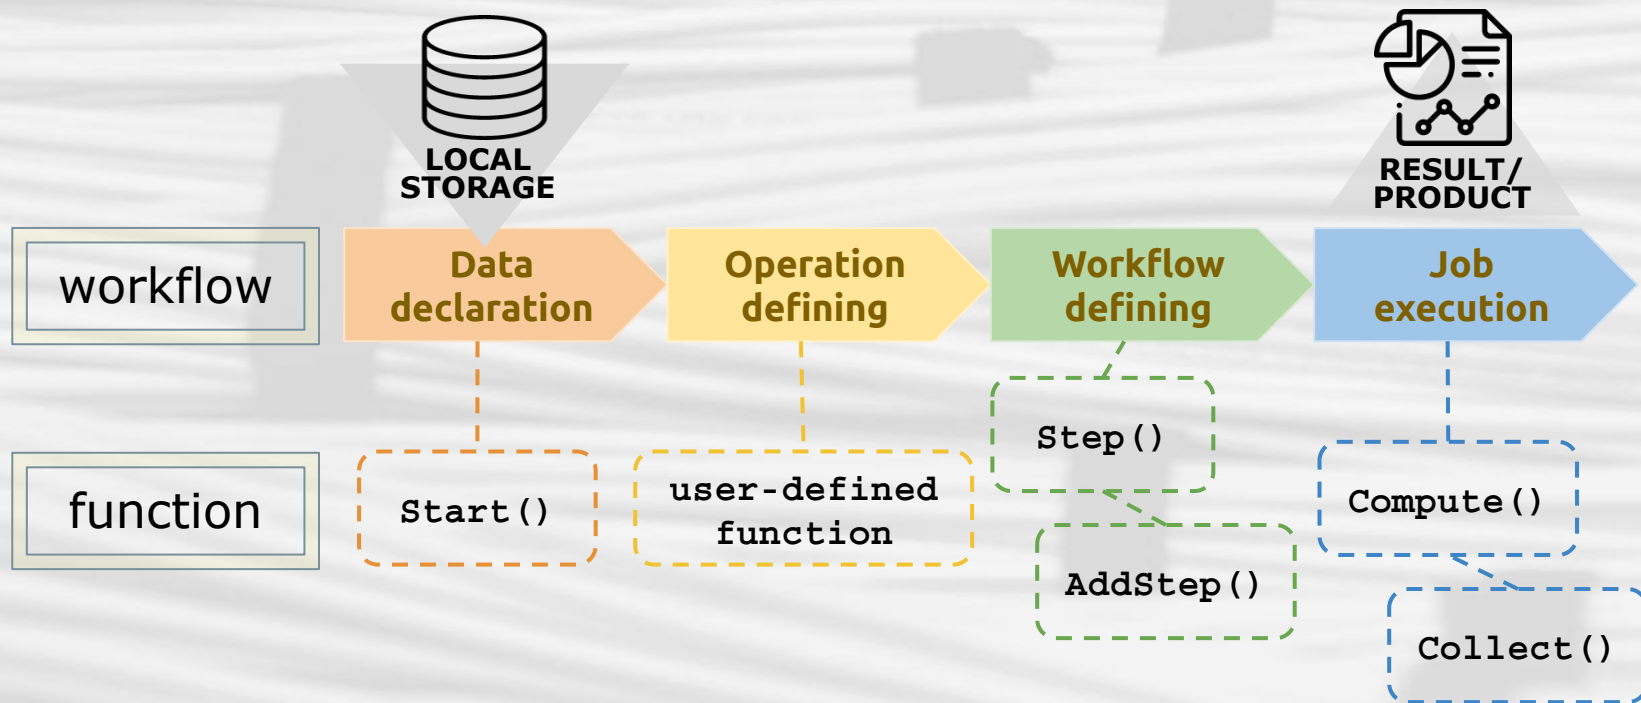 LOCAL
STORAGE
RESULT/
PRODUCT
workflow
Data
declaration
Operation
defining
Workflow
defining
Job
execution
function
Start()
user-defined
function
Step()
AddStep()
Compute()
Collect()